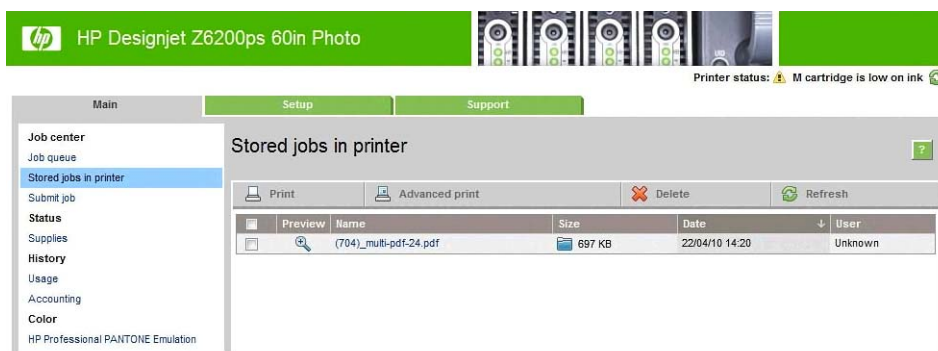 hp HP Designjet Z6200ps 60in Photo
Printer status: M cartridge is low on ink
Main Setup Support
Job center
Job queue
Stored jobs in printer
Submit job
Status
Supplies
History
Usage
Accounting
Color
HP Professional PANTONE Emulation
Stored jobs in printer
?
Print Advanced print Delete Refresh
Preview Name Size Date User
(704)_multi-pdf-24.pdf 697 KB 22/04/10 14:20 Unknown